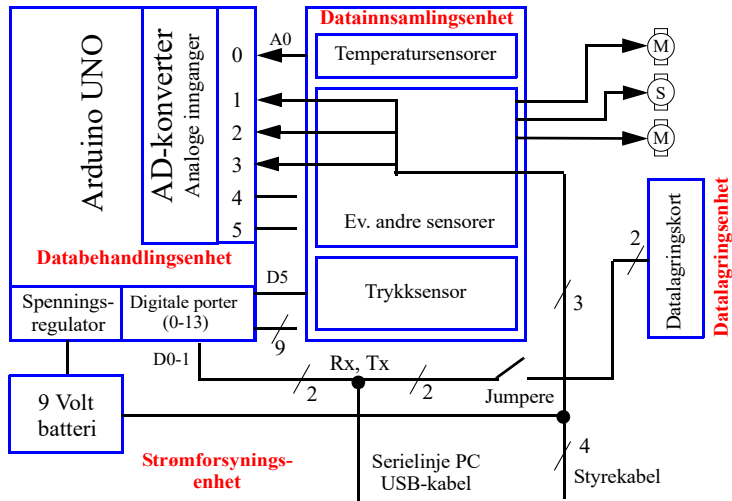 Datainnsamlingsenhet
Arduino UNO
AD-konverter
Analoge innganger
0
1
2
3
4
5
A0
Temperatursensorer
Ev. andre sensorer
Trykksensor
M
S
M
Databehandlingsenhet
Spennings-
regulator
Digitale porter
(0-13)
D5
9
D0-1
2
Rx, Tx
2
Jumpere
3
2
Datalagringskort
Datalagringsenhet
9 Volt
batteri
Strømforsynings-
enhet
Serielinje PC
USB-kabel
4
Styrekabel